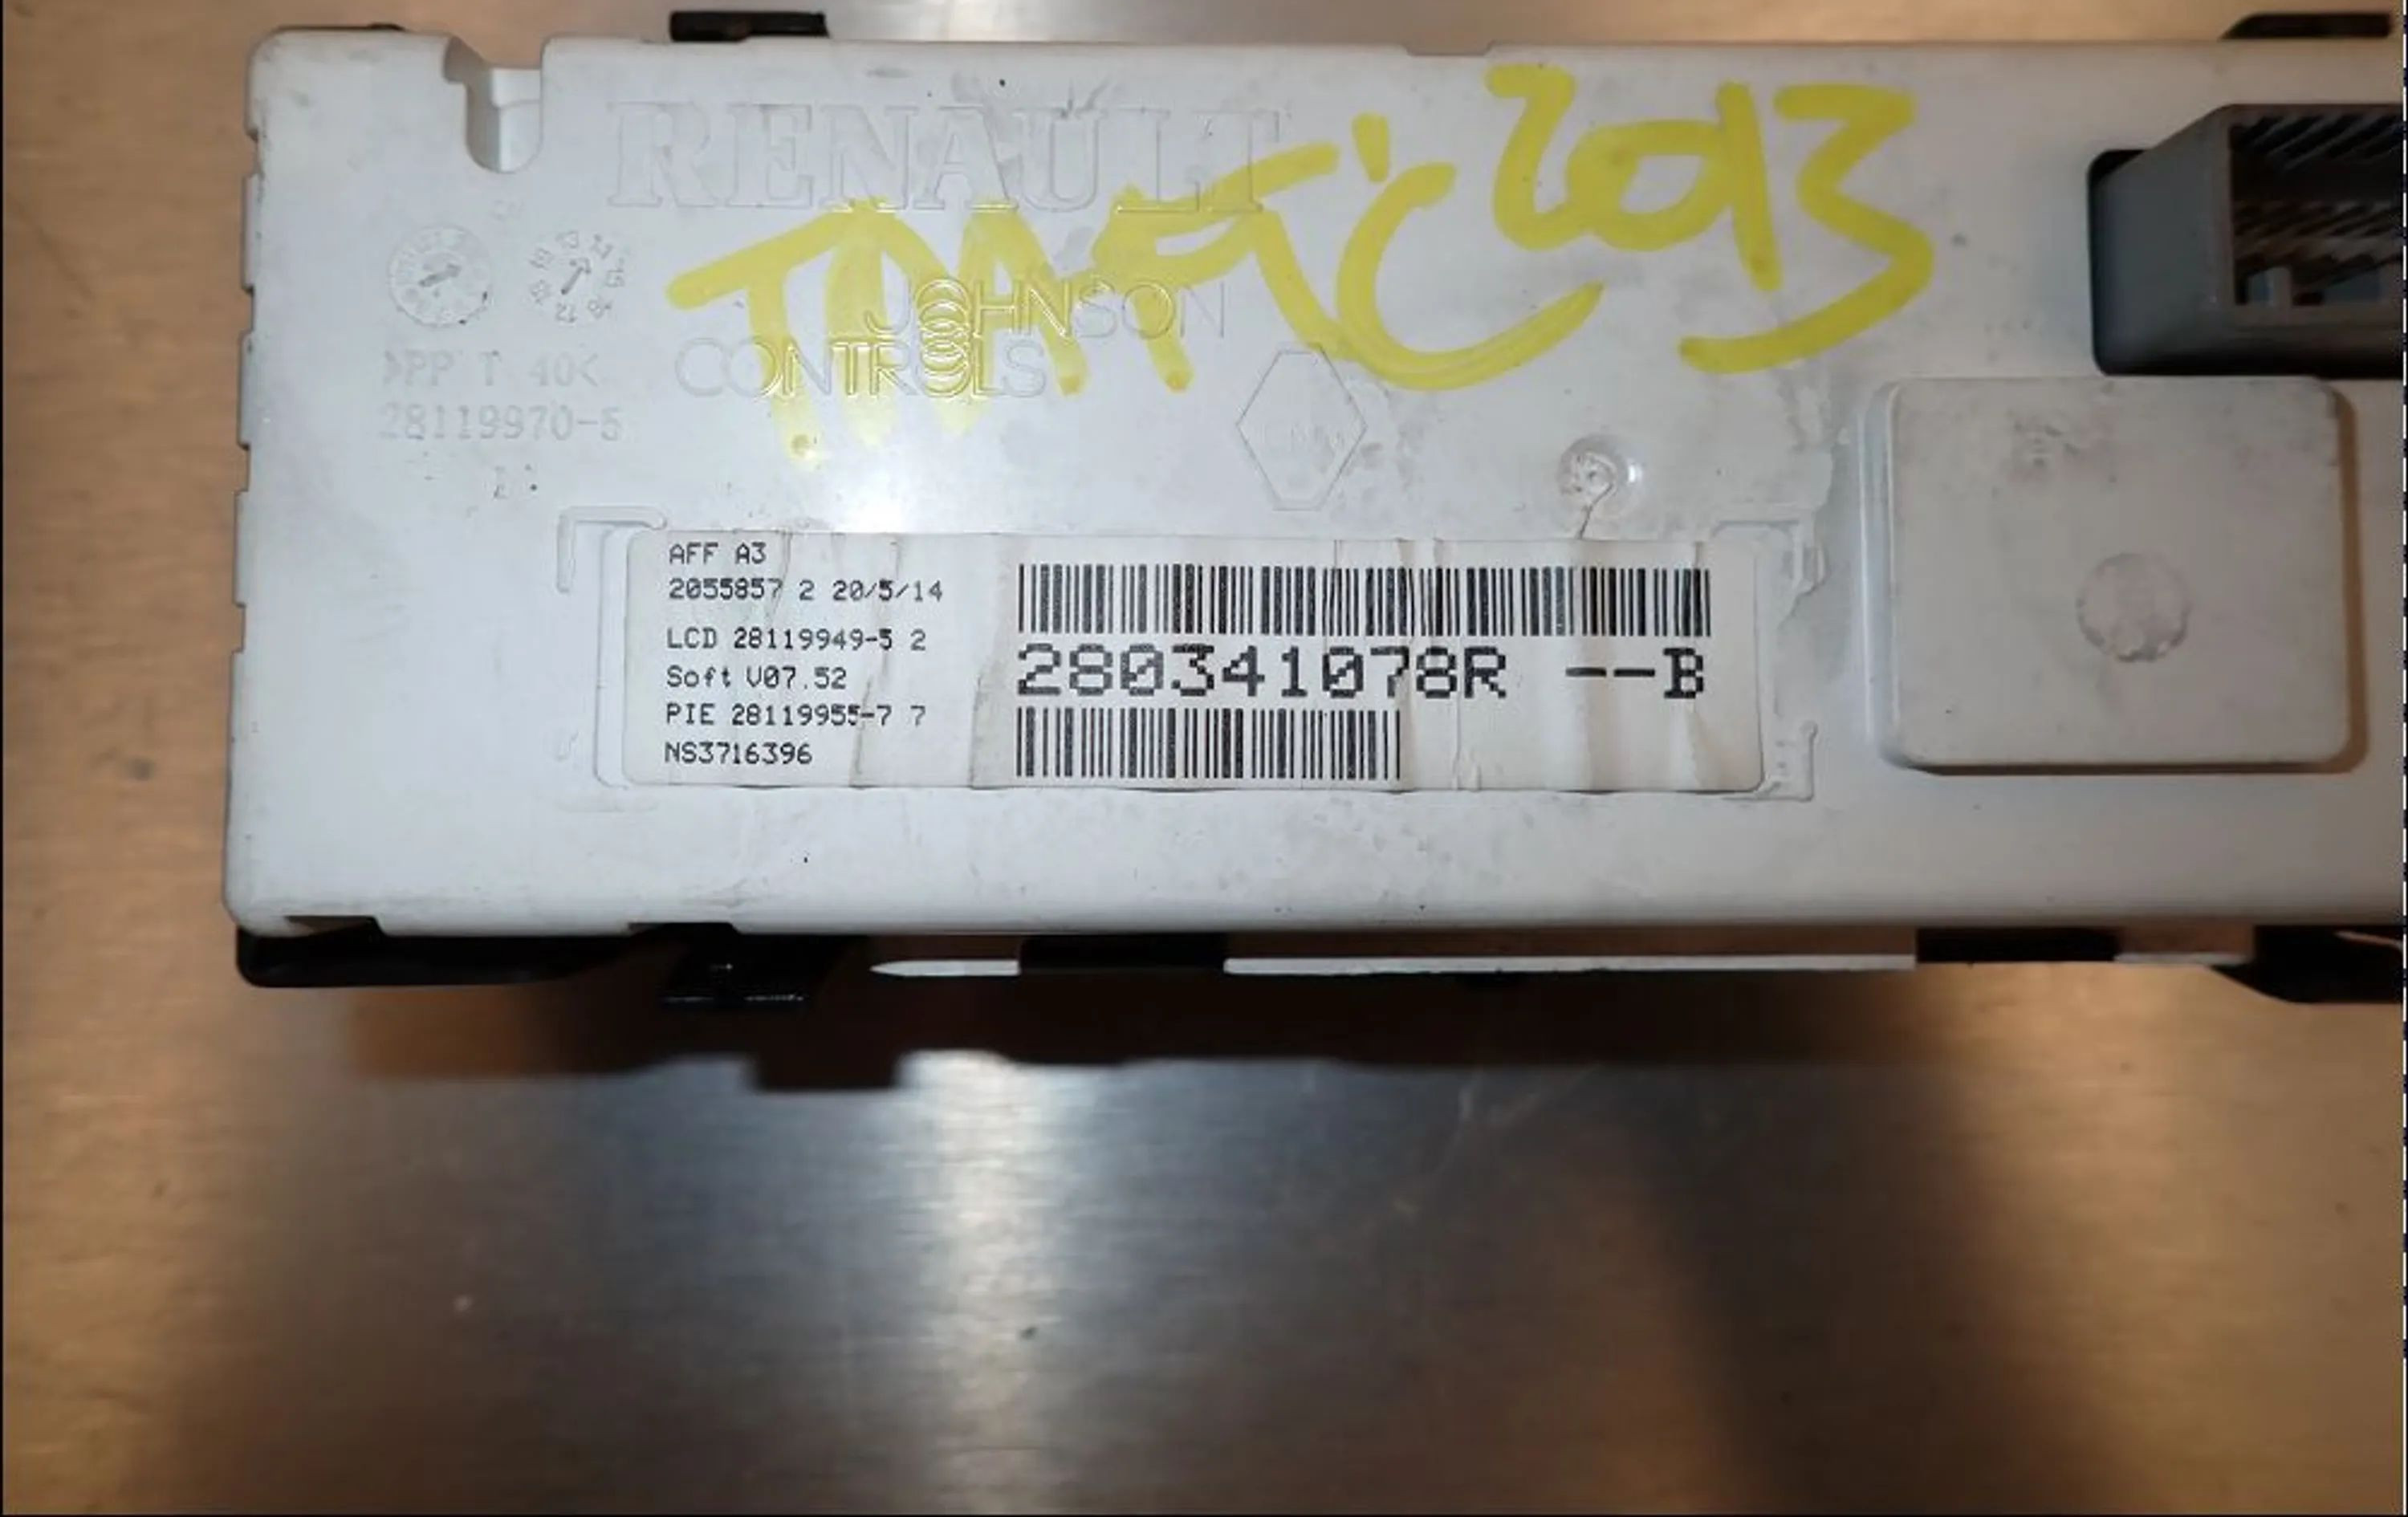 RENAULT
TRAFIC 2013
JOHNSON
CONTROLS
>PP T 40<
28119970-5
AFF A3
2055857 2 20/5/14
LCD 28119949-5 2
Soft V07.52
PIE 28119955-7 7
NS3716396
280341078R --B